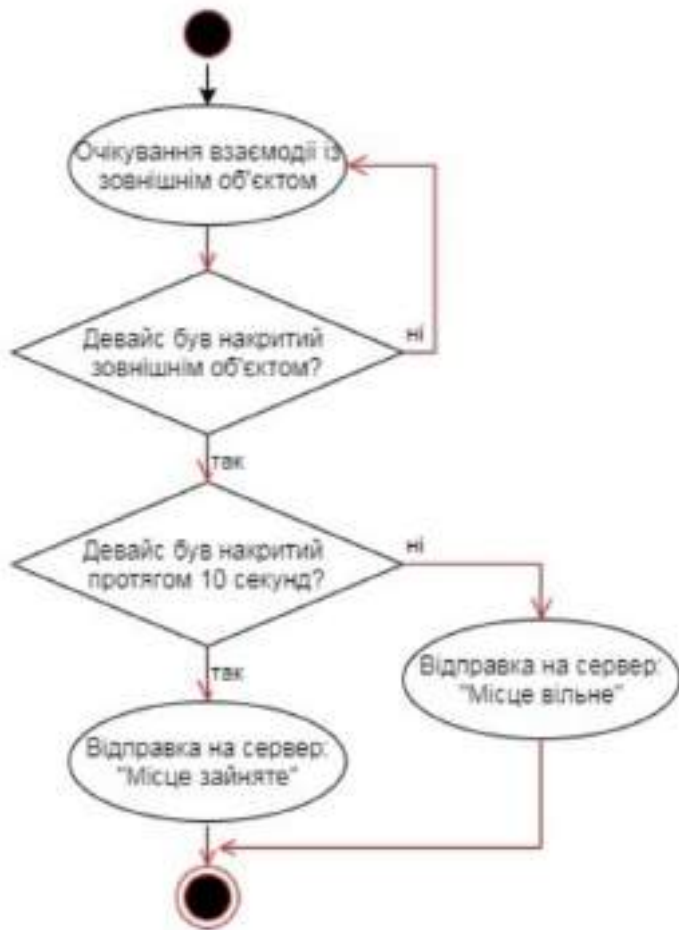 Очікування взаємодії із
зовнішнім об'єктом
Девайс був накритий
зовнішнім об'єктом?
ні
так
Девайс був накритий
протягом 10 секунд?
ні
так
Відправка на сервер:
"Місце вільне"
Відправка на сервер:
"Місце зайняте"